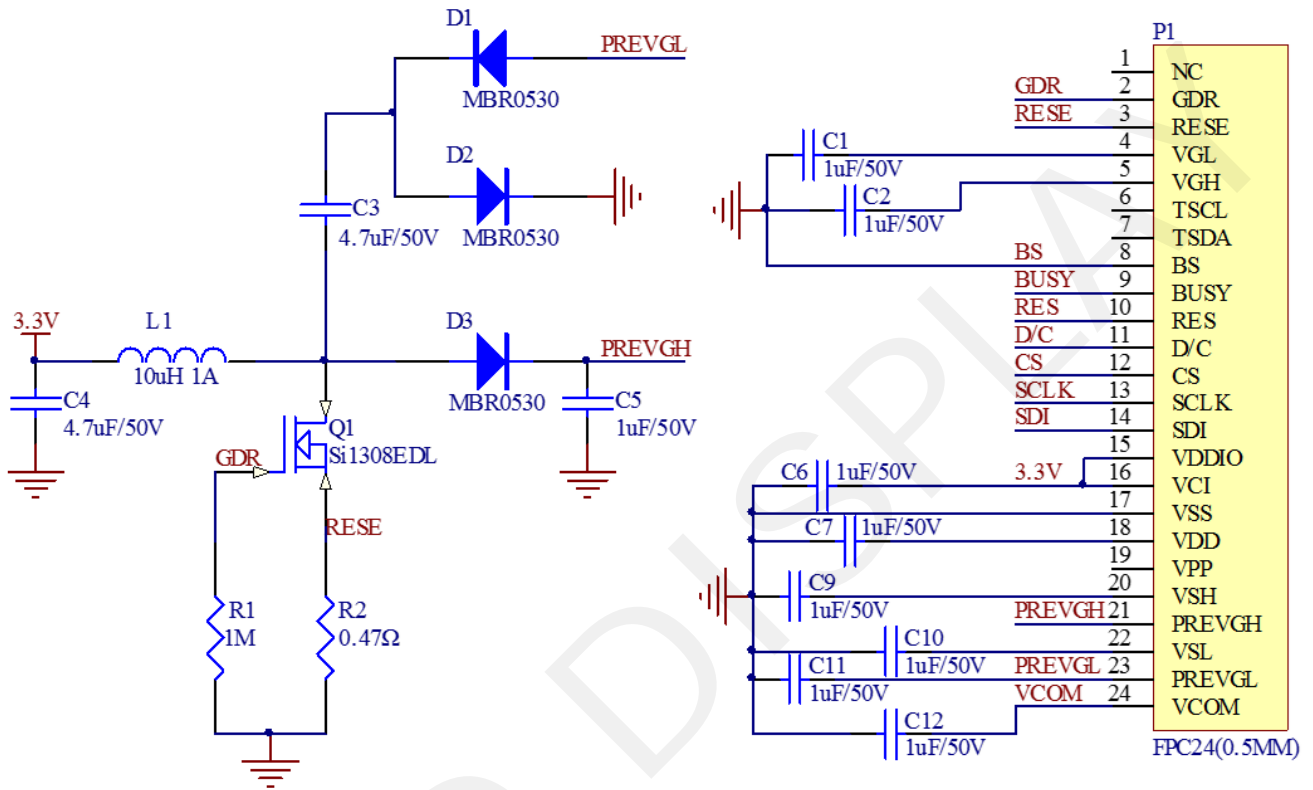 D1
PREVGL
MBR0530
D2
MBR0530
C3
4.7uF/50V
3.3V
L1
10uH 1A
D3
PREVGH
MBR0530
C4
4.7uF/50V
C5
1uF/50V
Q1
Si1308EDL
GDR
RESE
R1
1M
R2
0.47Ω
P1
1 NC
GDR 2 GDR
RESE 3 RESE
C1
1uF/50V
4 VGL
C2
1uF/50V
5 VGH
6 TSCL
7 TSDA
BS 8 BS
BUSY 9 BUSY
RES 10 RES
D/C 11 D/C
CS 12 CS
SCLK 13 SCLK
SDI 14 SDI
15 VDDIO
C6 1uF/50V 3.3V 16 VCI
17 VSS
C7 1uF/50V 18 VDD
19 VPP
C9
1uF/50V
20 VSH
PREVGH 21 PREVGH
C10
1uF/50V
22 VSL
C11
1uF/50V
PREVGL 23 PREVGL
VCOM 24 VCOM
C12
1uF/50V
FPC24(0.5MM)
DISPLAY